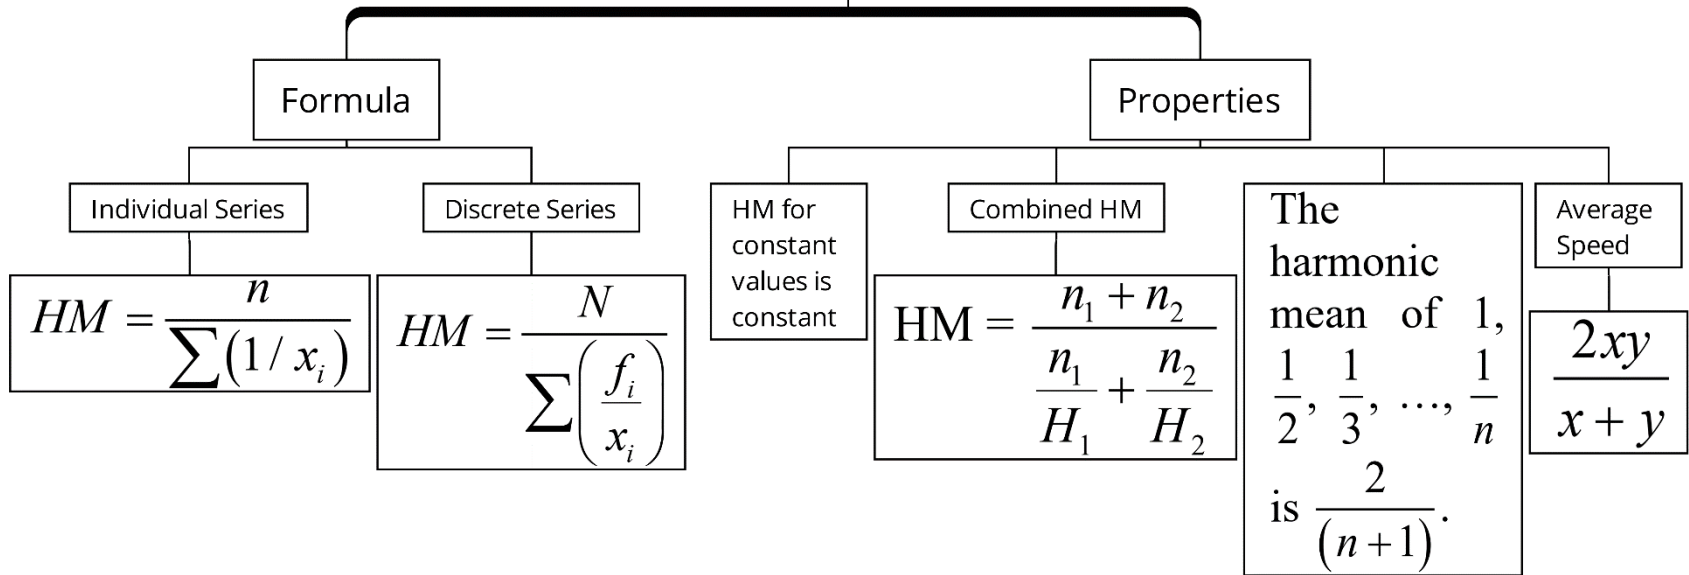 Formula
Properties
Individual Series
Discrete Series
HM for
constant
values is
constant
Combined HM
The
harmonic
mean of 1,
1/2, 1/3, ..., 1/n
is 2/(n+1).
Average
Speed
HM = n / ∑(1/x_i)
HM = N / ∑(f_i/x_i)
HM = (n_1 + n_2) / (n_1/H_1 + n_2/H_2)
2xy / (x + y)